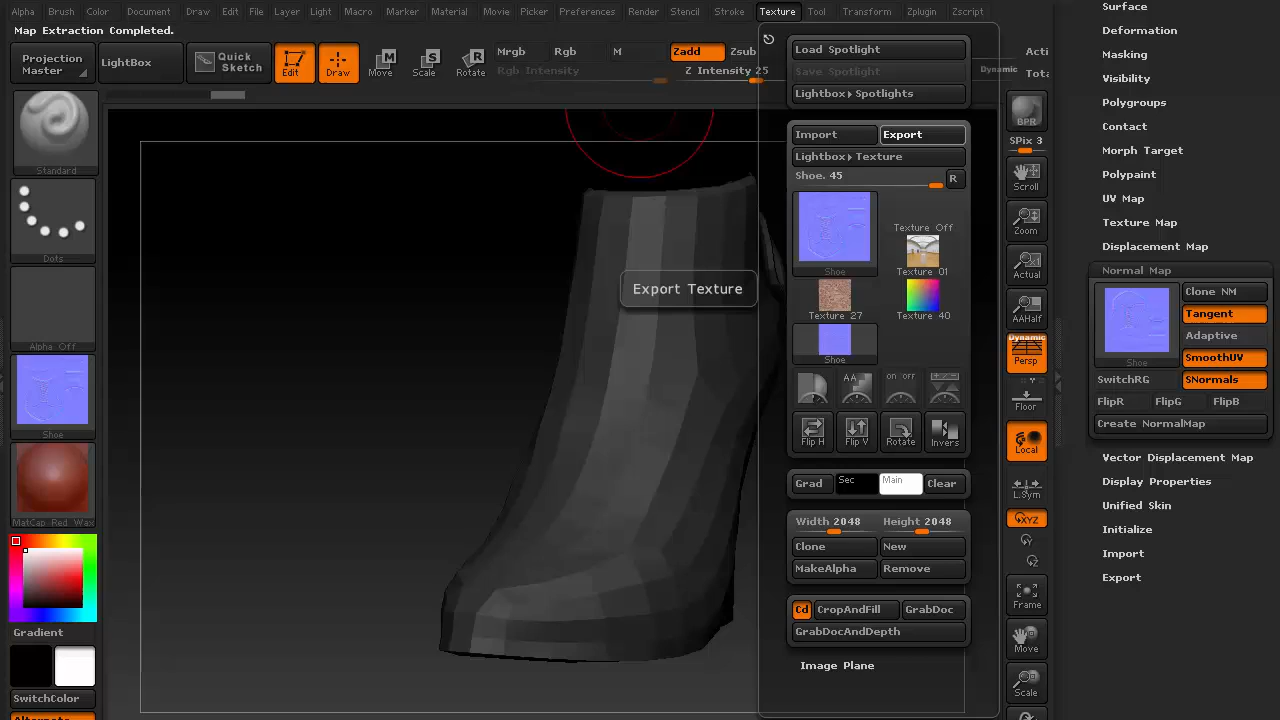 Alpha Brush Color Document Draw Edit File Layer Light Macro Marker Material Movie Picker Preferences Render Stencil Stroke Texture Tool Transform Zplugin Zscript
Map Extraction Completed.
Projection Master
LightBox
Quick Sketch
Edit
Draw
Move
Scale
Rotate
Mrgb Rgb M Zadd Zsub
Rgb Intensity
Z Intensity 25
Standard
Dots
Alpha Off
Shoe
MatCap Red Wax
Gradient
SwitchColor
Alternate
Export Texture
Load Spotlight
Save Spotlight
Lightbox▸Spotlights
Import Export
Lightbox▸Texture
Shoe. 45 R
Shoe
Texture Off
Texture 01
Texture 27
Texture 40
Shoe
AA
on off
Flip H Flip V Rotate Invers
Grad Sec Main Clear
Width 2048 Height 2048
Clone New
MakeAlpha Remove
Cd CropAndFill GrabDoc
GrabDocAndDepth
Image Plane
Dynamic
BPR
SPix 3
Scroll
Zoom
Actual
AAHalf
Dynamic
Persp
Floor
Local
L.Sym
XYZ
Y
Z
Frame
Move
Scale
Surface
Deformation
Masking
Visibility
Polygroups
Contact
Morph Target
Polypaint
UV Map
Texture Map
Displacement Map
Normal Map
Shoe
Clone NM
Tangent
Adaptive
SmoothUV
SwitchRG SNormals
FlipR FlipG FlipB
Create NormalMap
Vector Displacement Map
Display Properties
Unified Skin
Initialize
Import
Export